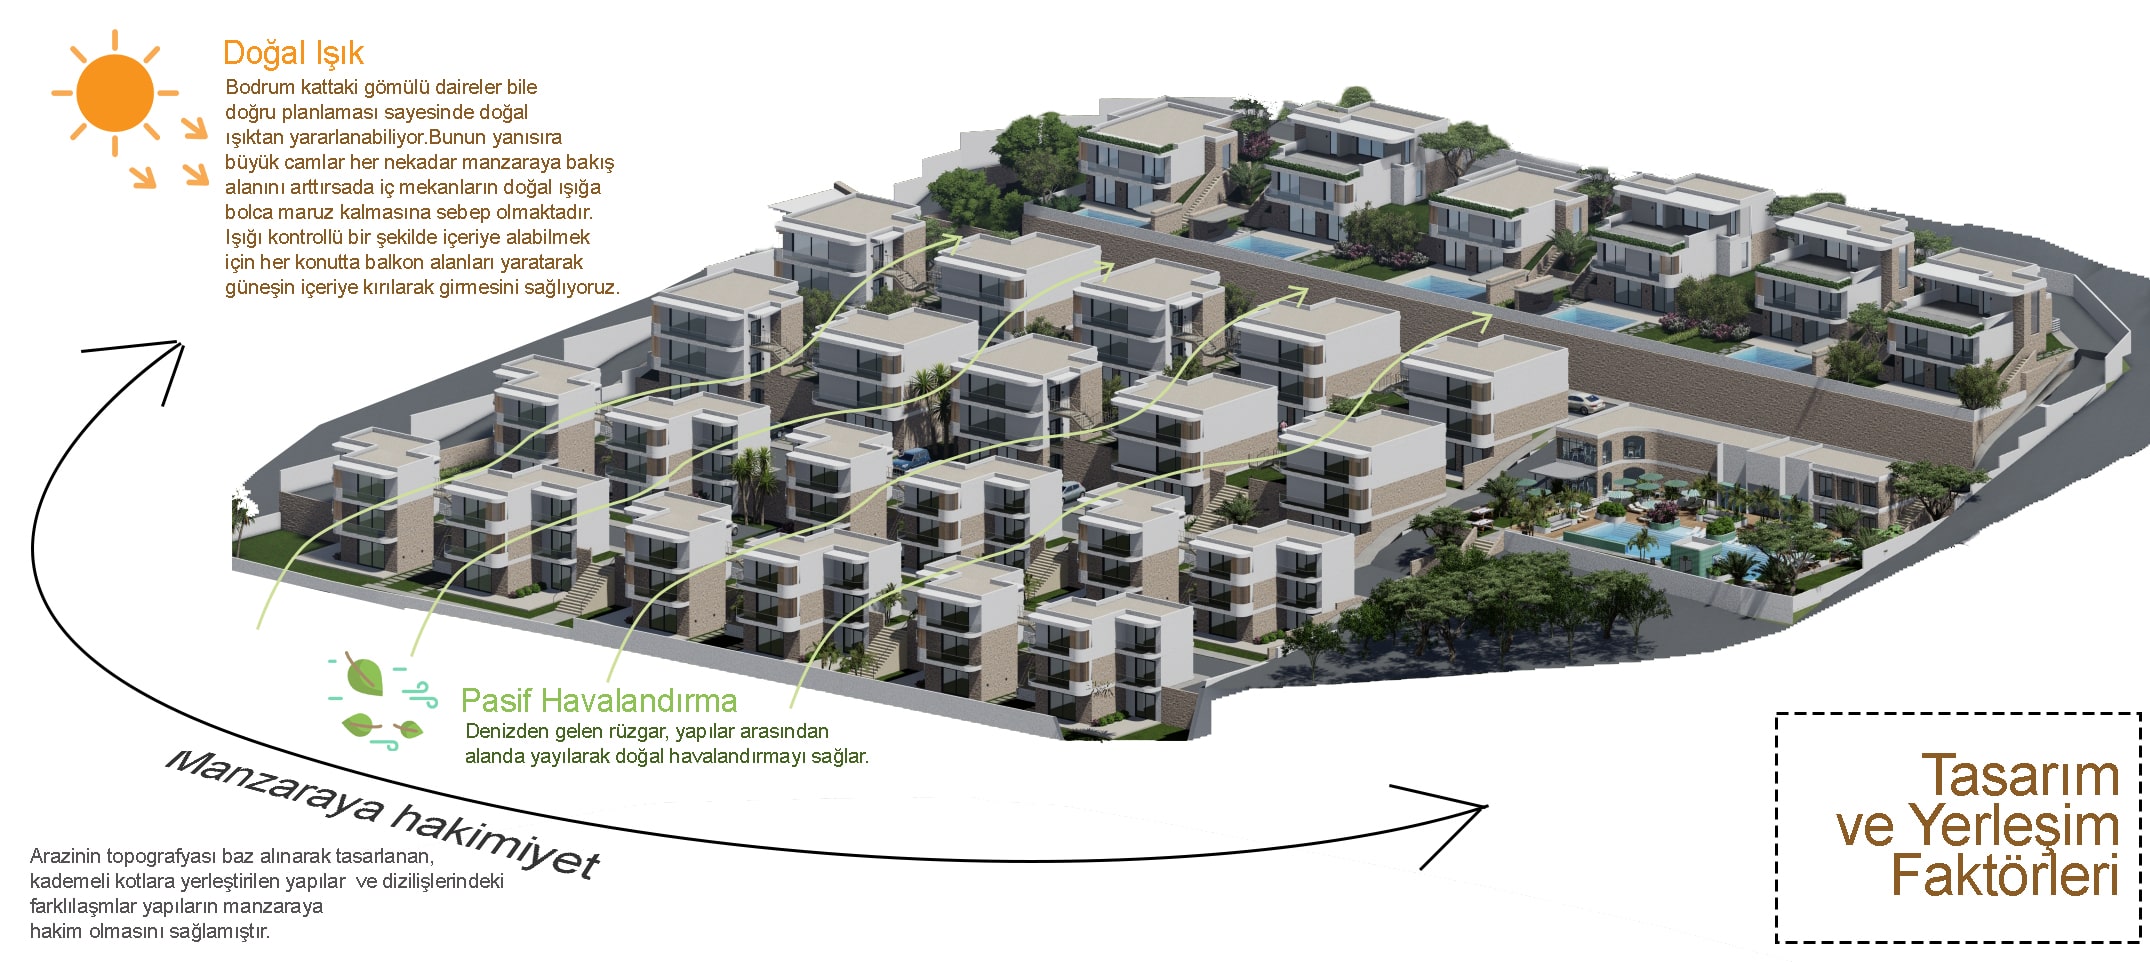 Doğal Işık
Bodrum kattaki gömülü daireler bile
doğru planlaması sayesinde doğal
ışıktan yararlanabiliyor.Bunun yanısıra
büyük camlar her nekadar manzaraya bakış
alanını arttırsada iç mekanların doğal ışığa
bolca maruz kalmasına sebep olmaktadır.
Işığı kontrollü bir şekilde içeriye alabilmek
için her konutta balkon alanları yaratarak
güneşin içeriye kırılarak girmesini sağlıyoruz.
Pasif Havalandırma
Denizden gelen rüzgar, yapılar arasından
alanda yayılarak doğal havalandırmayı sağlar.
Manzaraya hakimiyet
Arazinin topografyası baz alınarak tasarlanan,
kademeli kotlara yerleştirilen yapılar  ve dizilişlerindeki
farklılaşmlar yapıların manzaraya
hakim olmasını sağlamıştır.
Tasarım
ve Yerleşim
Faktörleri